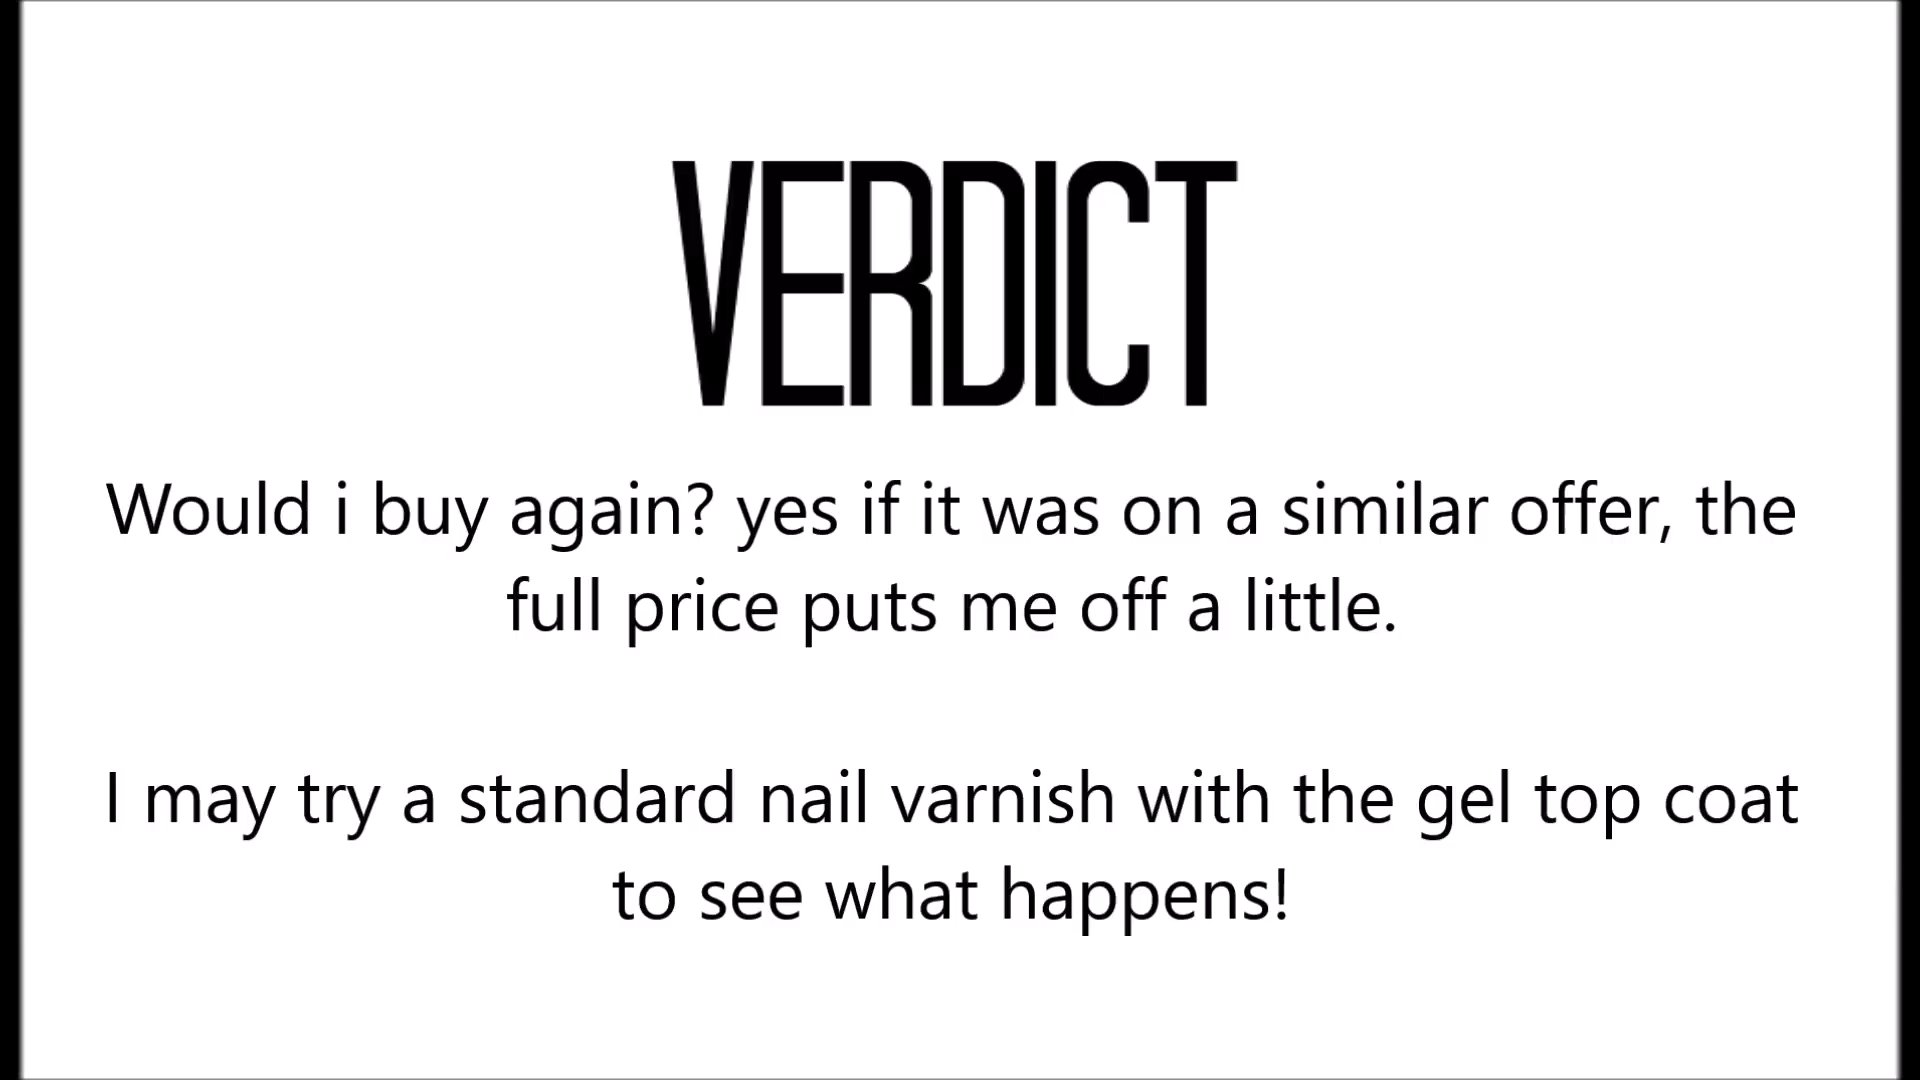 VERDICT
Would i buy again? yes if it was on a similar offer, the
full price puts me off a little.
I may try a standard nail varnish with the gel top coat
to see what happens!